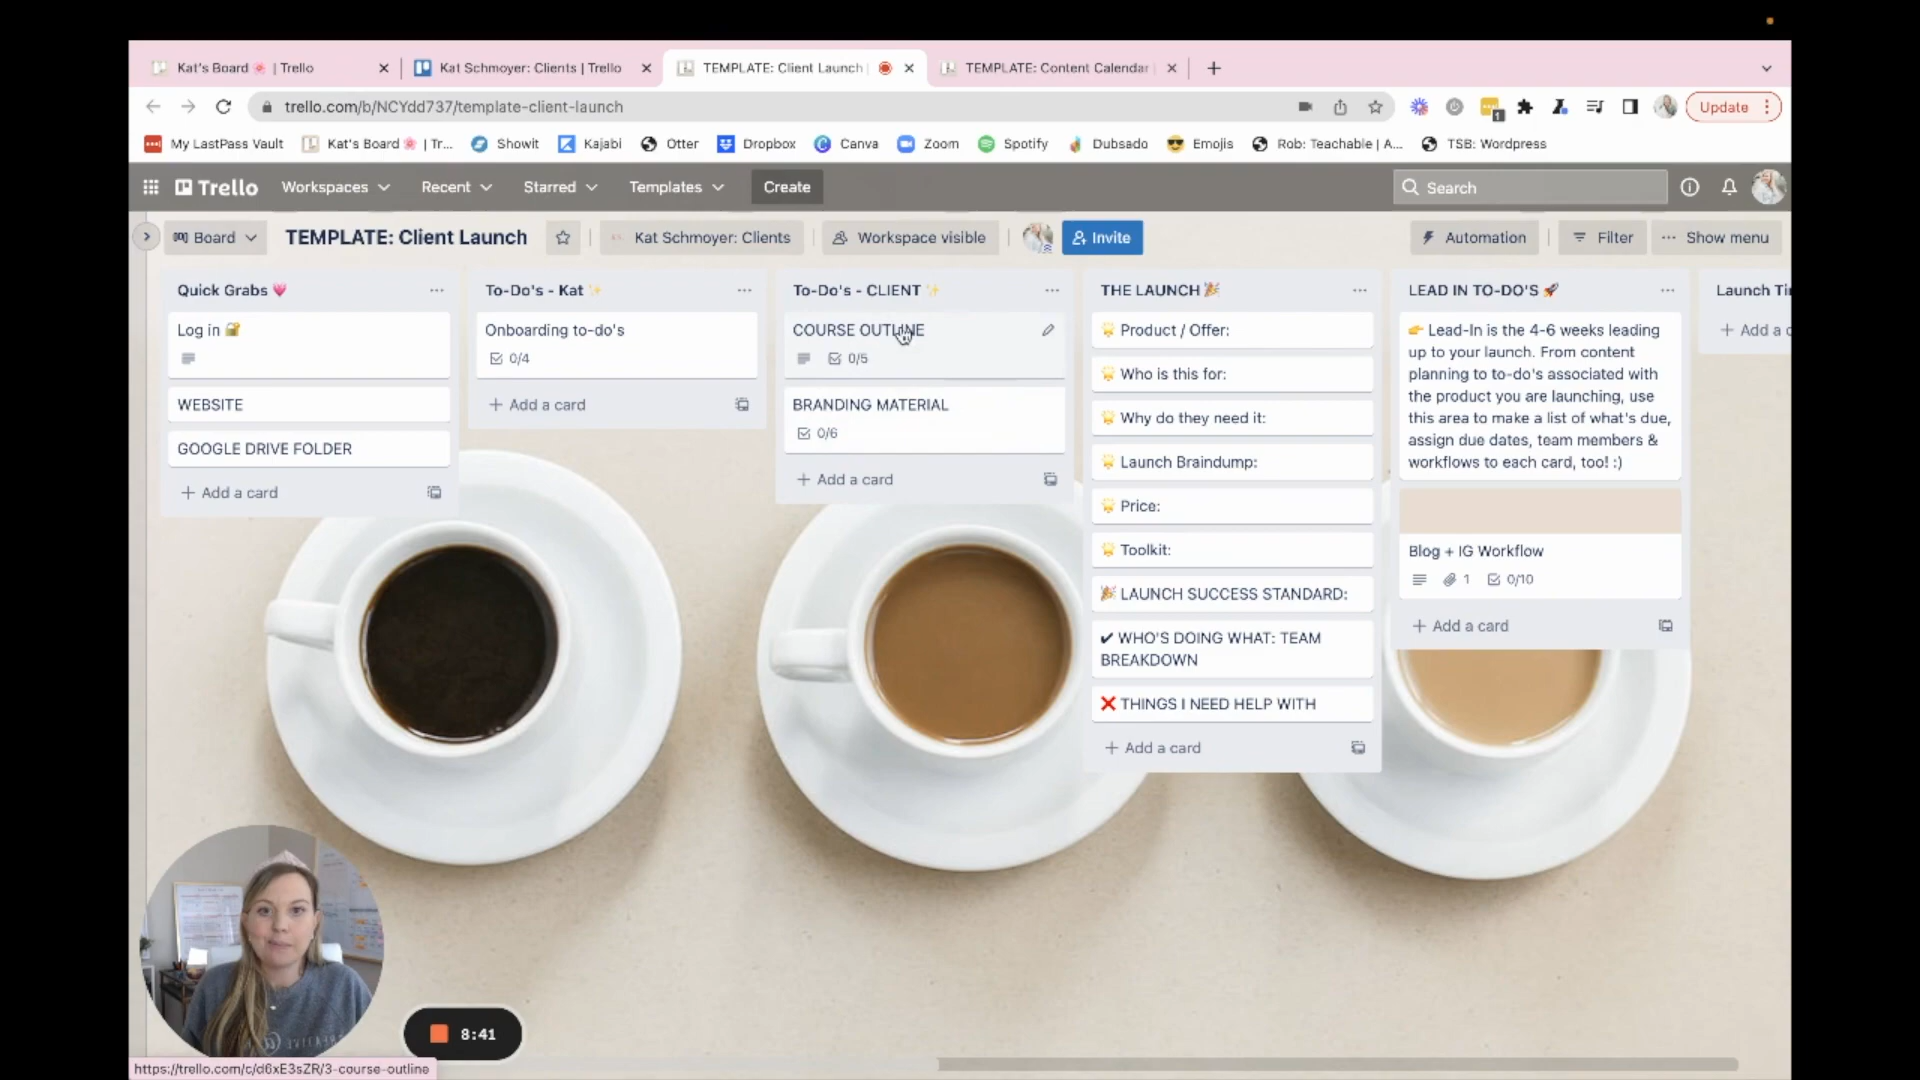 Kat's Board 🌸 | Trello
Kat Schmoyer: Clients | Trello
TEMPLATE: Client Launch |
TEMPLATE: Content Calendar
trello.com/b/NCYdd737/template-client-launch
1
Update
My LastPass Vault
Kat's Board 🌸 | Tr...
Showit
Kajabi
Otter
Dropbox
Canva
Zoom
Spotify
Dubsado
Emojis
Rob: Teachable | A...
TSB: Wordpress
Trello
Workspaces
Recent
Starred
Templates
Create
Search
Board
TEMPLATE: Client Launch
Kat Schmoyer: Clients
Workspace visible
Invite
Automation
Filter
Show menu
Quick Grabs 💗
Log in 🔐
WEBSITE
GOOGLE DRIVE FOLDER
+ Add a card
To-Do's - Kat ✨
Onboarding to-do's
0/4
+ Add a card
To-Do's - CLIENT ✨
COURSE OUTLINE
0/5
BRANDING MATERIAL
0/6
+ Add a card
THE LAUNCH 🎉
🌟 Product / Offer:
🌟 Who is this for:
🌟 Why do they need it:
🌟 Launch Braindump:
🌟 Price:
🌟 Toolkit:
🎉 LAUNCH SUCCESS STANDARD:
✔ WHO'S DOING WHAT: TEAM
BREAKDOWN
❌ THINGS I NEED HELP WITH
+ Add a card
LEAD IN TO-DO'S 🚀
👉 Lead-In is the 4-6 weeks leading
up to your launch. From content
planning to to-do's associated with
the product you are launching, use
this area to make a list of what's due,
assign due dates, team members &
workflows to each card, too! :)
Blog + IG Workflow
1
0/10
+ Add a card
Launch Ti
+ Add a c
8:41
https://trello.com/c/d6xE3sZR/3-course-outline